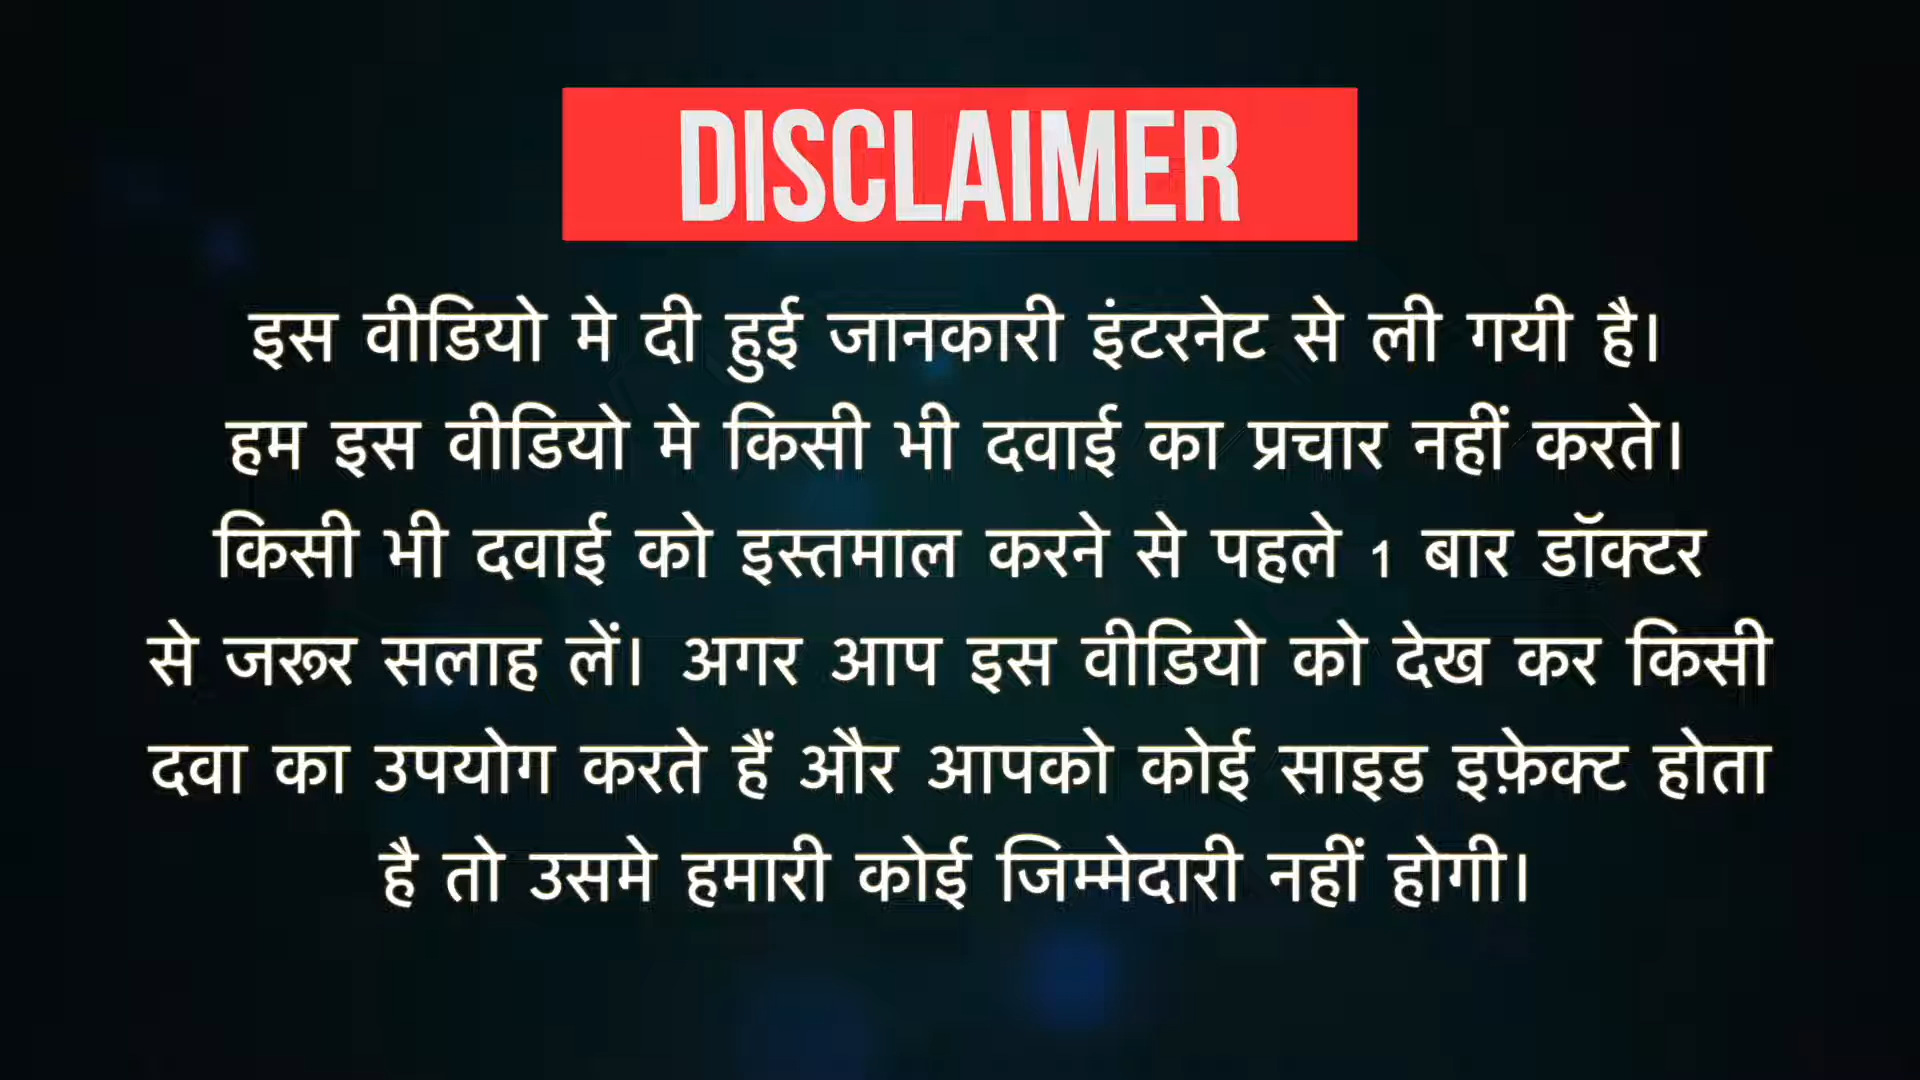 DISCLAIMER
इस वीडियो मे दी हुई जानकारी इंटरनेट से ली गयी है।
हम इस वीडियो मे किसी भी दवाई का प्रचार नहीं करते।
किसी भी दवाई को इस्तमाल करने से पहले 1 बार डॉक्टर
से जरूर सलाह लें। अगर आप इस वीडियो को देख कर किसी
दवा का उपयोग करते हैं और आपको कोई साइड इफ़ेक्ट होता
है तो उसमे हमारी कोई जिम्मेदारी नहीं होगी।